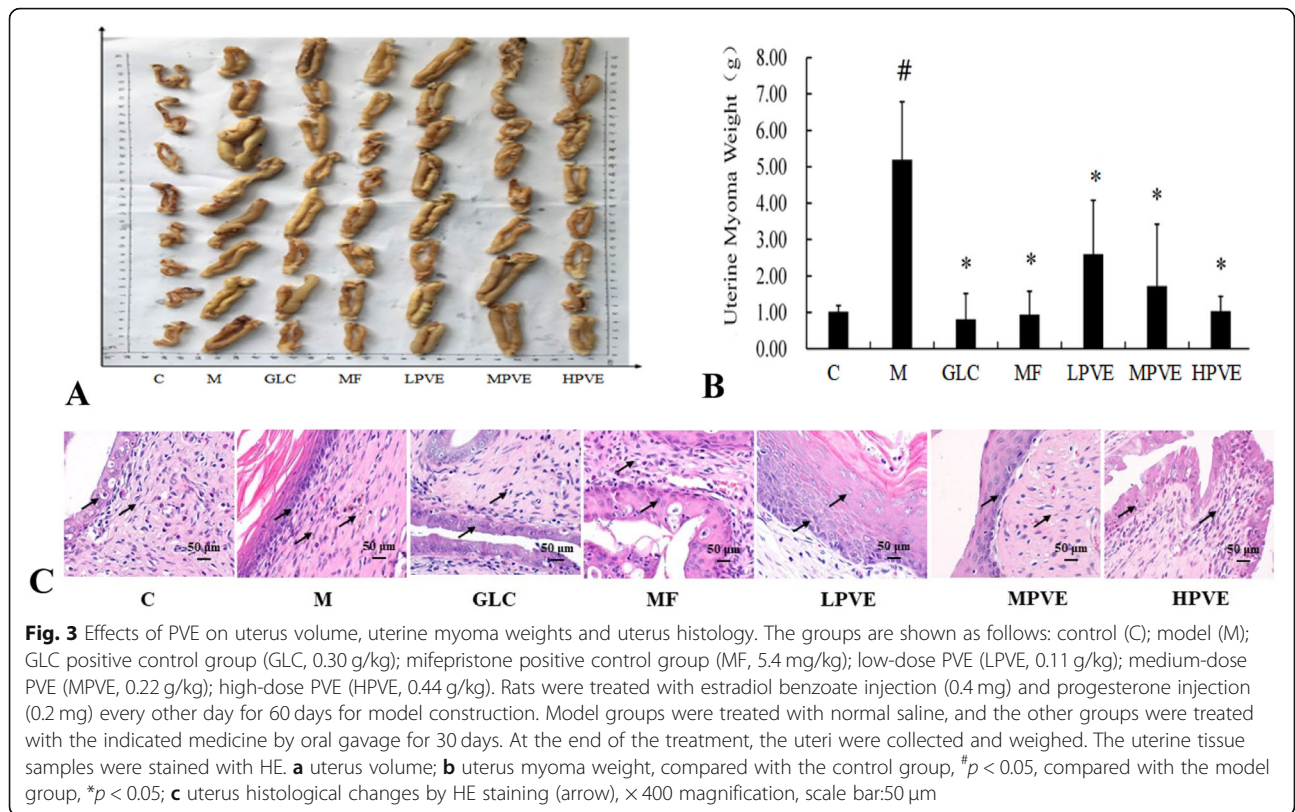 B
8.00
7.00
6.00
5.00
4.00
3.00
2.00
1.00
0.00
Uterine Myoma Weight (g)
#
*
*
*
*
*
C M GLC MF LPVE MPVE HPVE
C M GLC MF LPVE MPVE HPVE
A
50 μm
50 μm
50 μm
50 μm
50 μm
50 μm
50 μm
C
C M GLC MF LPVE MPVE HPVE
Fig. 3 Effects of PVE on uterus volume, uterine myoma weights and uterus histology. The groups are shown as follows: control (C); model (M);
GLC positive control group (GLC, 0.30 g/kg); mifepristone positive control group (MF, 5.4 mg/kg); low-dose PVE (LPVE, 0.11 g/kg); medium-dose
PVE (MPVE, 0.22 g/kg); high-dose PVE (HPVE, 0.44 g/kg). Rats were treated with estradiol benzoate injection (0.4 mg) and progesterone injection
(0.2 mg) every other day for 60 days for model construction. Model groups were treated with normal saline, and the other groups were treated
with the indicated medicine by oral gavage for 30 days. At the end of the treatment, the uteri were collected and weighed. The uterine tissue
samples were stained with HE. a uterus volume; b uterus myoma weight, compared with the control group, #p < 0.05, compared with the model
group, *p < 0.05; c uterus histological changes by HE staining (arrow), × 400 magnification, scale bar:50 μm